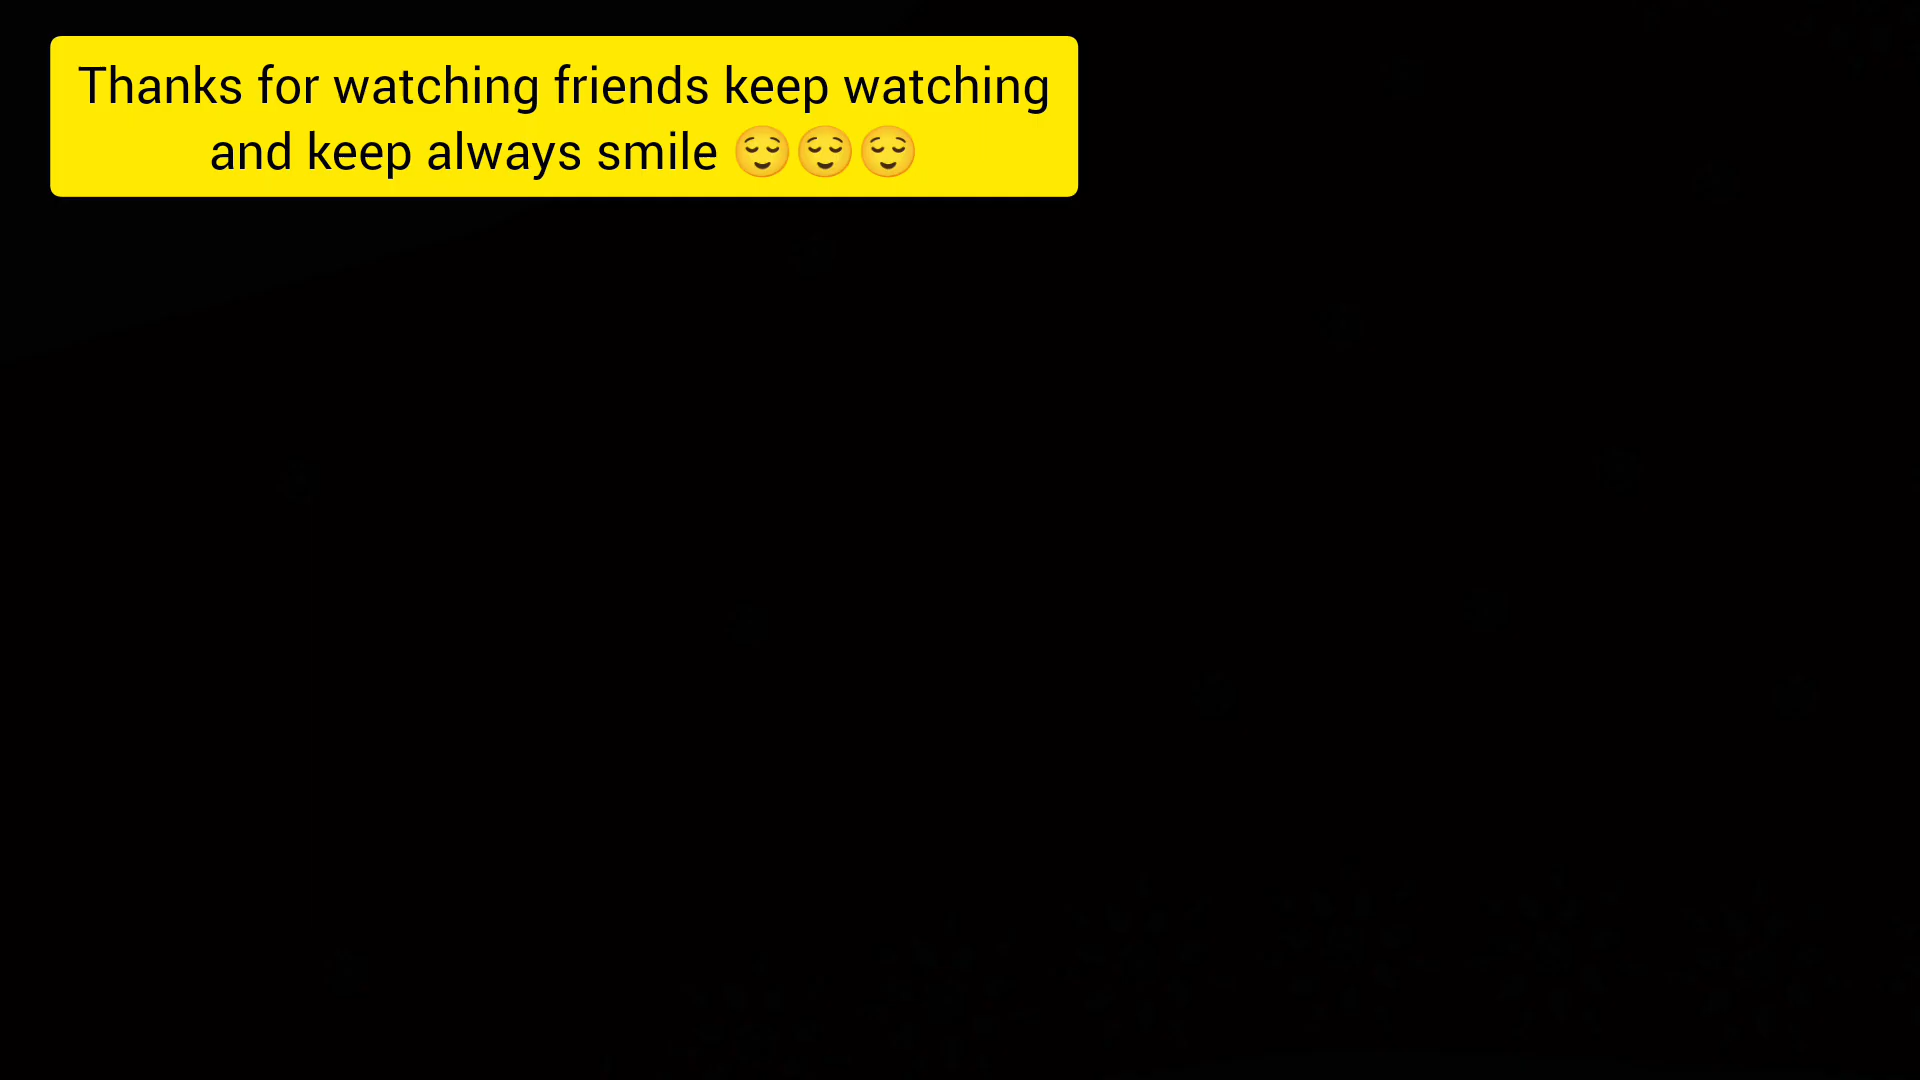 Thanks for watching friends keep watching
and keep always smile 😌😌😌